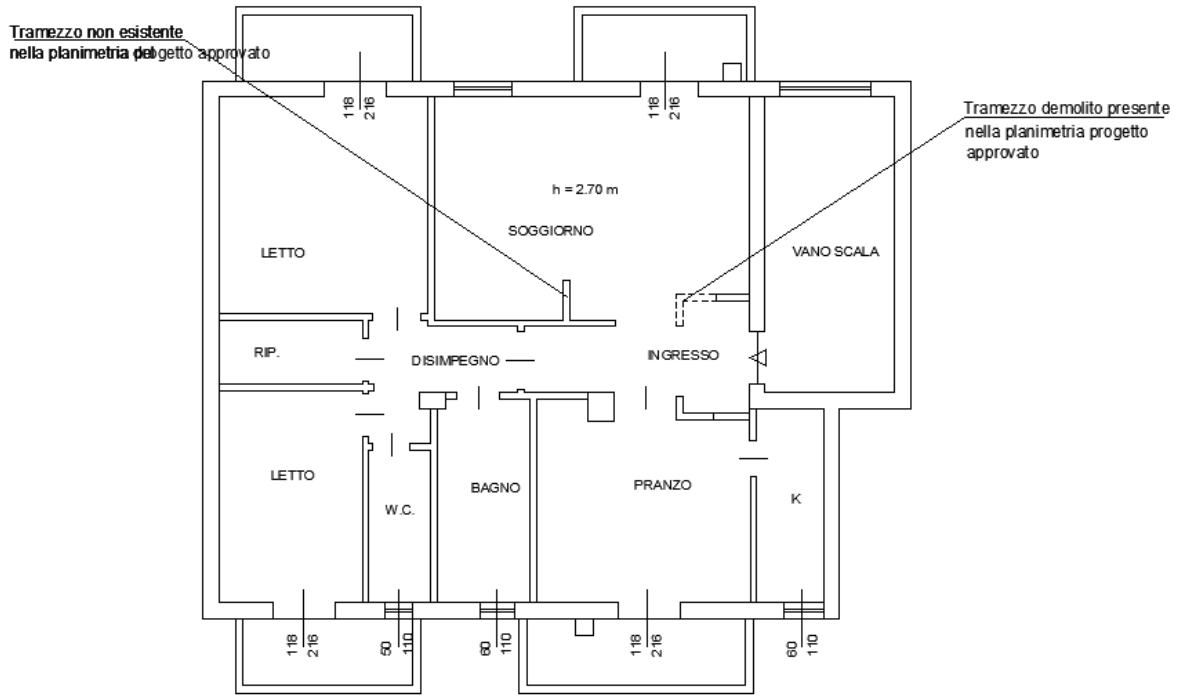 Tramezzo non esistente
nella planimetria del progetto approvato
118
216
118
216
Tramezzo demolito presente
nella planimetria progetto
approvato
h = 2.70 m
SOGGIORNO
LETTO
VANO SCALA
RIP.
DISIMPEGNO
INGRESSO
LETTO
BAGNO
PRANZO
K
W.C.
118
216
50
110
60
110
118
216
60
110